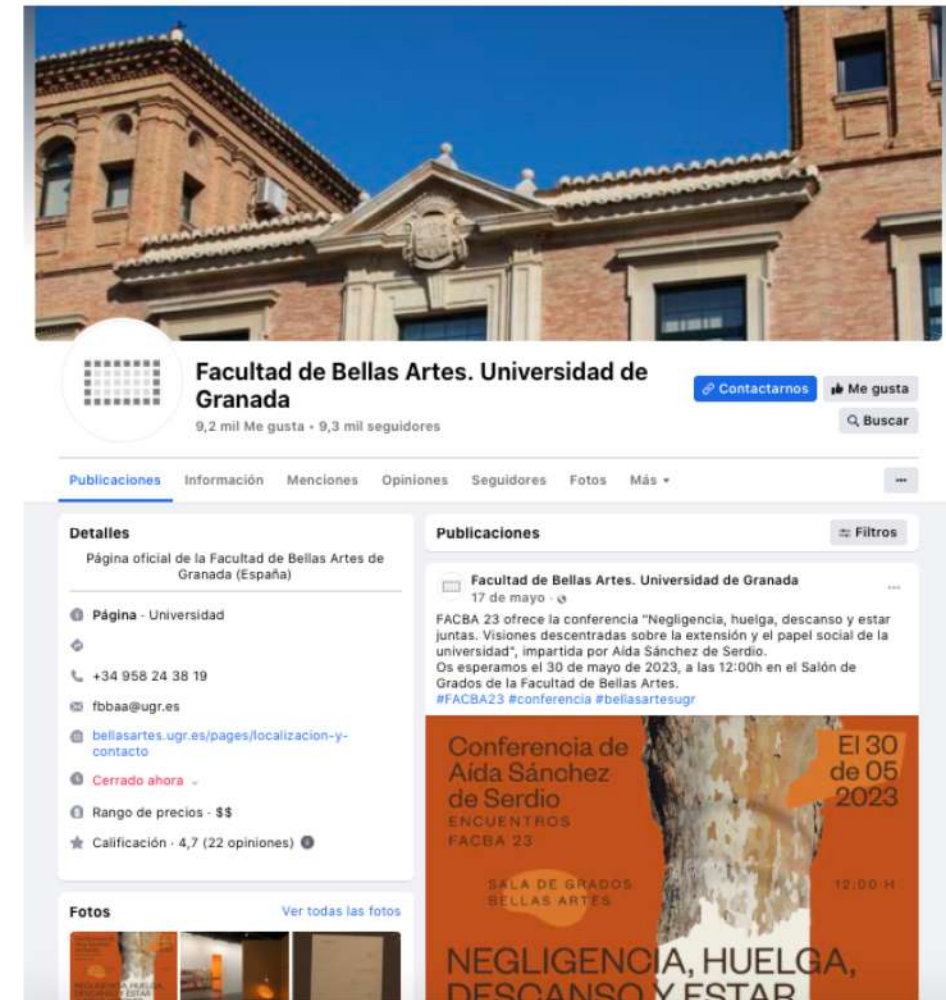 Facultad de Bellas Artes. Universidad de
Granada
9,2 mil Me gusta • 9,3 mil seguidores
Contactarnos
Me gusta
Buscar
Publicaciones
Información
Menciones
Opiniones
Seguidores
Fotos
Más
Detalles
Página oficial de la Facultad de Bellas Artes de
Granada (España)
Página · Universidad
+34 958 24 38 19
fbbaa@ugr.es
bellasartes.ugr.es/pages/localizacion-y-
contacto
Cerrado ahora
Rango de precios · $$
Calificación · 4,7 (22 opiniones)
Fotos
Ver todas las fotos
Publicaciones
Filtros
Facultad de Bellas Artes. Universidad de Granada
17 de mayo ·
FACBA 23 ofrece la conferencia "Negligencia, huelga, descanso y estar
juntas. Visiones descentradas sobre la extensión y el papel social de la
universidad", impartida por Aída Sánchez de Serdio.
Os esperamos el 30 de mayo de 2023, a las 12:00h en el Salón de
Grados de la Facultad de Bellas Artes.
#FACBA23 #conferencia #bellasartesugr
Conferencia de
Aída Sánchez
de Serdio
ENCUENTROS
FACBA 23
El 30
de 05
2023
SALA DE GRADOS
BELLAS ARTES
12:00 H
NEGLIGENCIA, HUELGA,
DESCANSO Y ESTAR